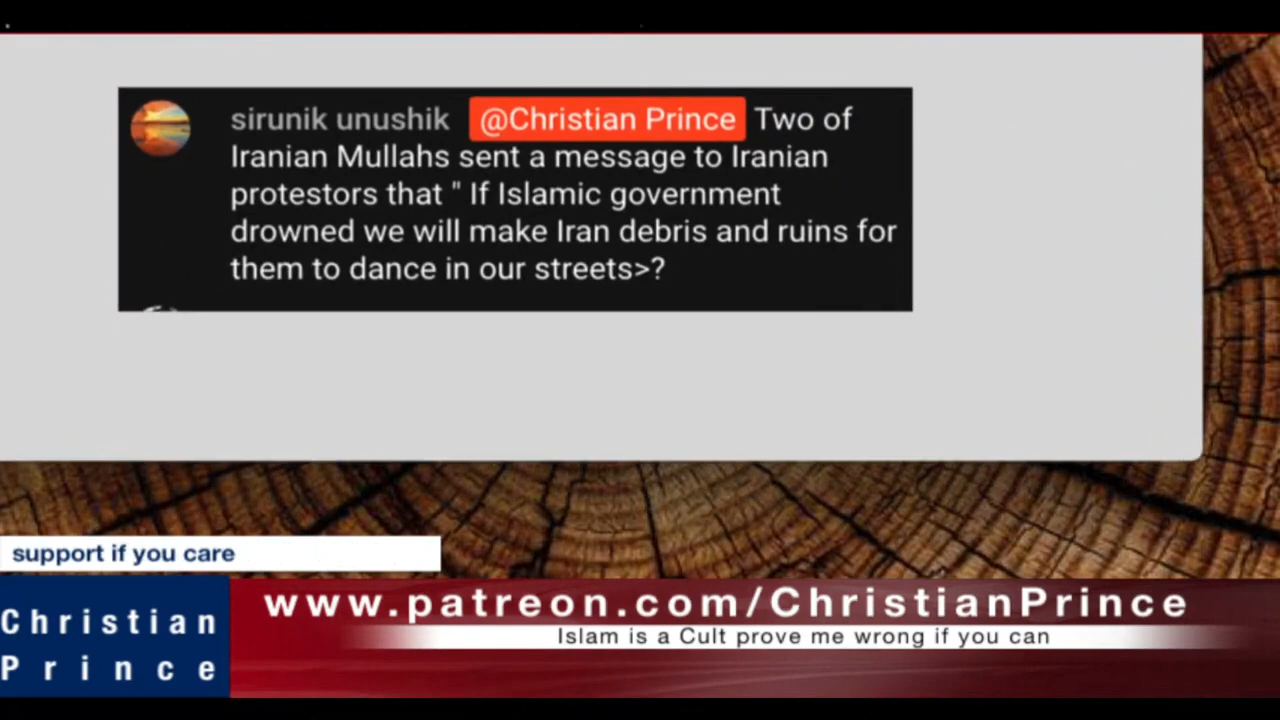 sirunik unushik @Christian Prince Two of
Iranian Mullahs sent a message to Iranian
protestors that " If Islamic government
drowned we will make Iran debris and ruins for
them to dance in our streets>?
support if you care
Christian
Prince
www.patreon.com/ChristianPrince
Islam is a Cult prove me wrong if you can